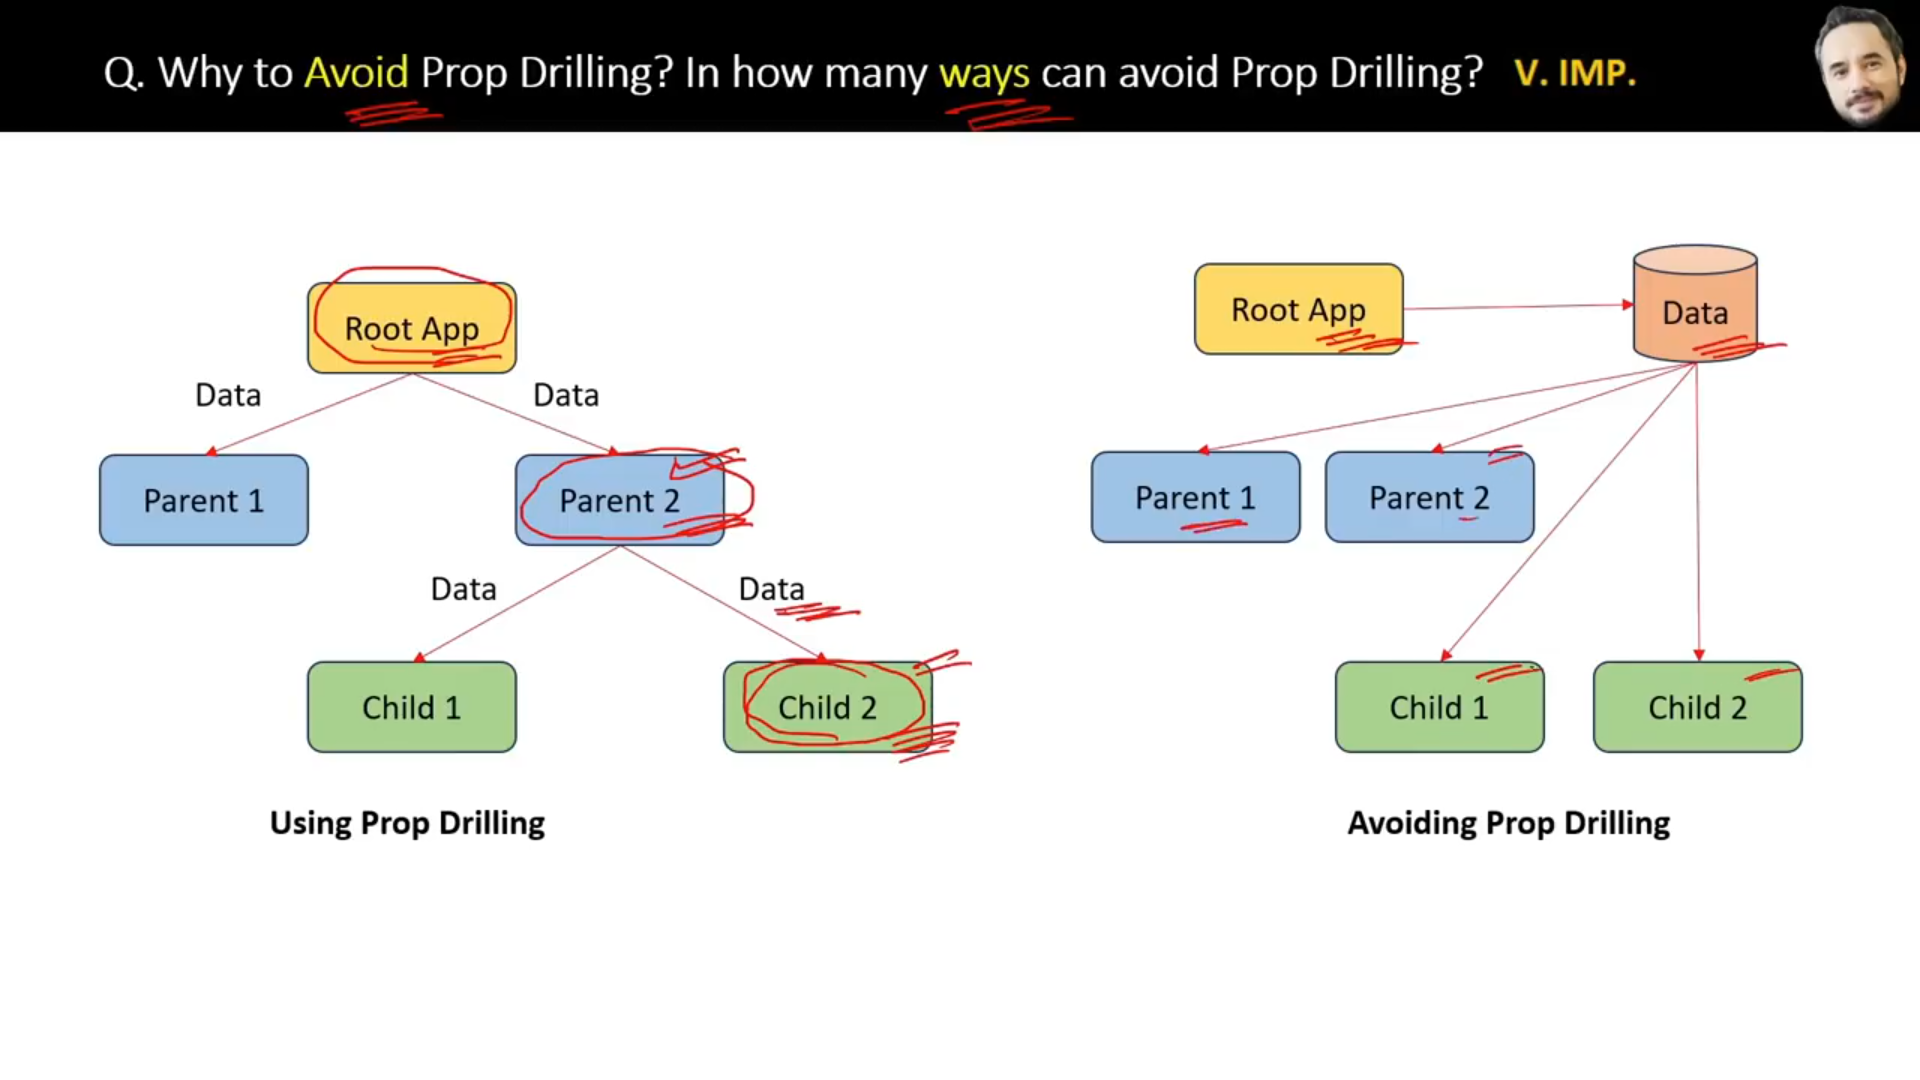 Q. Why to Avoid Prop Drilling? In how many ways can avoid Prop Drilling? V. IMP.
Root App
Data Data
Parent 1 Parent 2
Data Data
Child 1 Child 2
Using Prop Drilling
Root App Data
Parent 1 Parent 2
Child 1 Child 2
Avoiding Prop Drilling